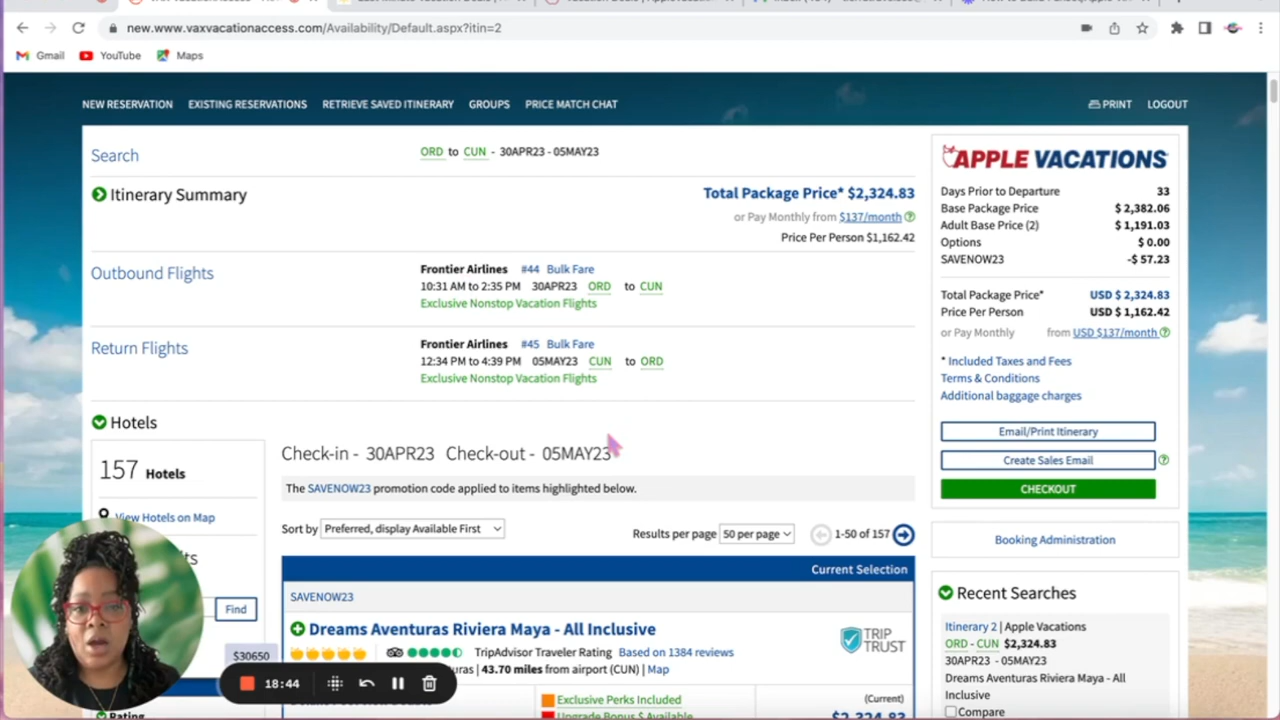 new.www.vaxvacationaccess.com/Availability/Default.aspx?itin=2
Gmail YouTube Maps
NEW RESERVATION EXISTING RESERVATIONS RETRIEVE SAVED ITINERARY GROUPS PRICE MATCH CHAT PRINT LOGOUT
Search ORD to CUN - 30APR23 - 05MAY23
Itinerary Summary Total Package Price* $2,324.83
or Pay Monthly from $137/month
Price Per Person $1,162.42
Outbound Flights Frontier Airlines #44 Bulk Fare
10:31 AM to 2:35 PM 30APR23 ORD to CUN
Exclusive Nonstop Vacation Flights
Return Flights Frontier Airlines #45 Bulk Fare
12:34 PM to 4:39 PM 05MAY23 CUN to ORD
Exclusive Nonstop Vacation Flights
Hotels
157 Hotels
View Hotels on Map
Find
$30650
Rating
Check-in - 30APR23 Check-out - 05MAY23
The SAVENOW23 promotion code applied to items highlighted below.
Sort by Preferred, display Available First Results per page 50 per page 1-50 of 157
Current Selection
SAVENOW23
Dreams Aventuras Riviera Maya - All Inclusive
TRIP TRUST
TripAdvisor Traveler Rating Based on 1384 reviews
43.70 miles from airport (CUN) | Map
Exclusive Perks Included (Current)
Upgrade Bonus $ Available $2,324.83
18:44
APPLE VACATIONS
Days Prior to Departure 33
Base Package Price $ 2,382.06
Adult Base Price (2) $ 1,191.03
Options $ 0.00
SAVENOW23 -$ 57.23
Total Package Price* USD $ 2,324.83
Price Per Person USD $ 1,162.42
or Pay Monthly from USD $137/month
* Included Taxes and Fees
Terms & Conditions
Additional baggage charges
Email/Print Itinerary
Create Sales Email
CHECKOUT
Booking Administration
Recent Searches
Itinerary 2 | Apple Vacations
ORD - CUN $2,324.83
30APR23 - 05MAY23
Dreams Aventuras Riviera Maya - All
Inclusive
Compare